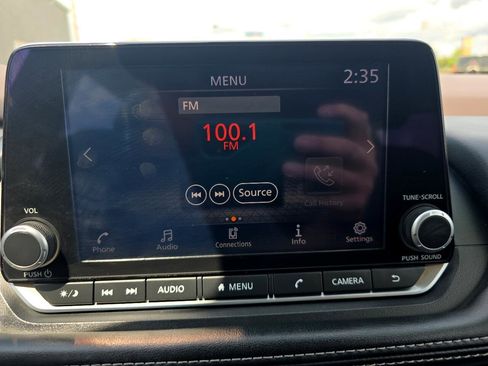 MENU
2:35
FM
100.1
FM
Source
Call History
VOL
TUNE·SCROLL
Phone
Audio
Connections
Info
Settings
PUSH
PUSH SOUND
AUDIO
MENU
CAMERA